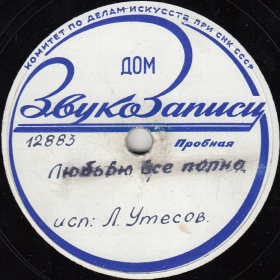 КОМИТЕТ ПО ДЕЛАМ ИСКУССТВ ПРИ СНК СССР
ДОМ
ЗвукоЗаписи
12883
Пробная
Любовью все полно
исп: Л. Утесов.